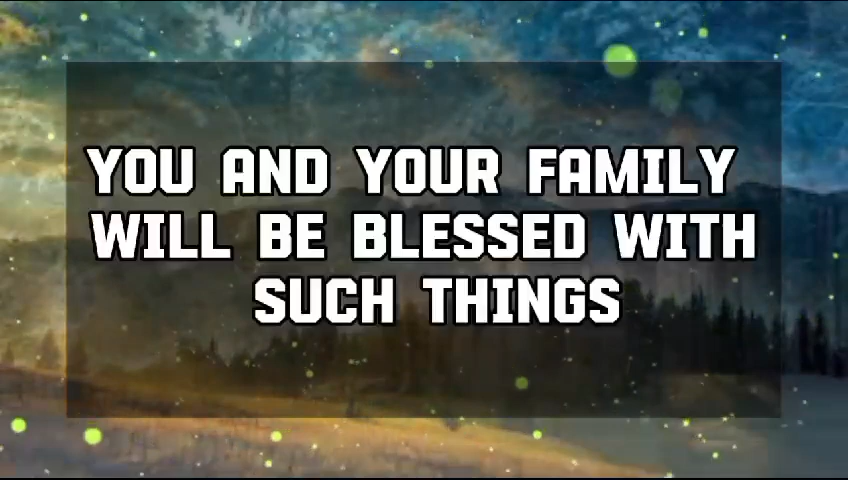 YOU AND YOUR FAMILY
WILL BE BLESSED WITH
SUCH THINGS